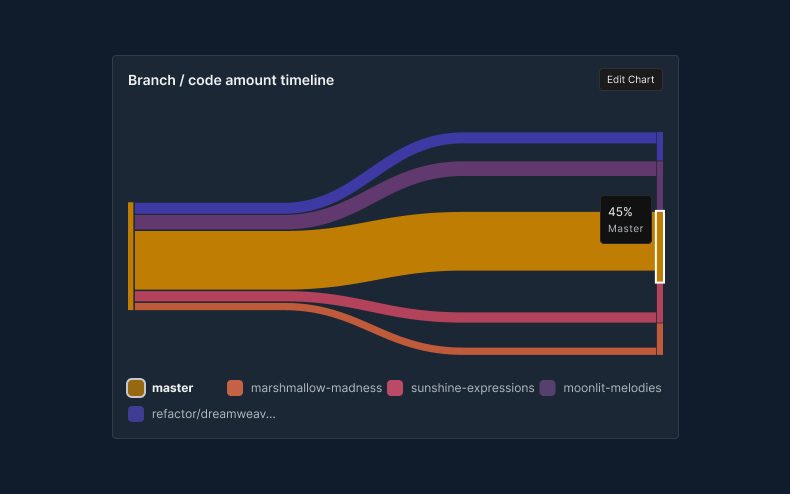 Branch / code amount timeline
Edit Chart
45%
Master
master
marshmallow-madness
sunshine-expressions
moonlit-melodies
refactor/dreamweav...